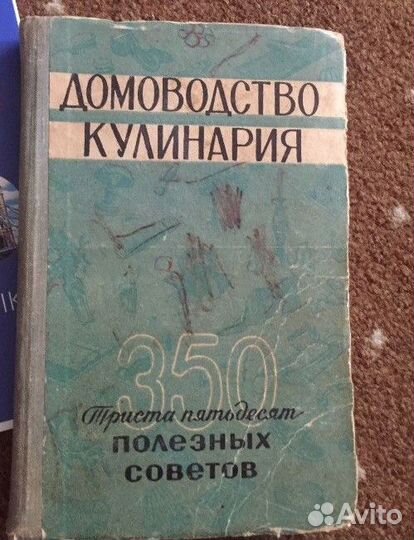 ДОМОВОДСТВО
КУЛИНАРИЯ
350
Триста пятьдесят
ПОЛЕЗНЫХ
СОВЕТОВ
Avito